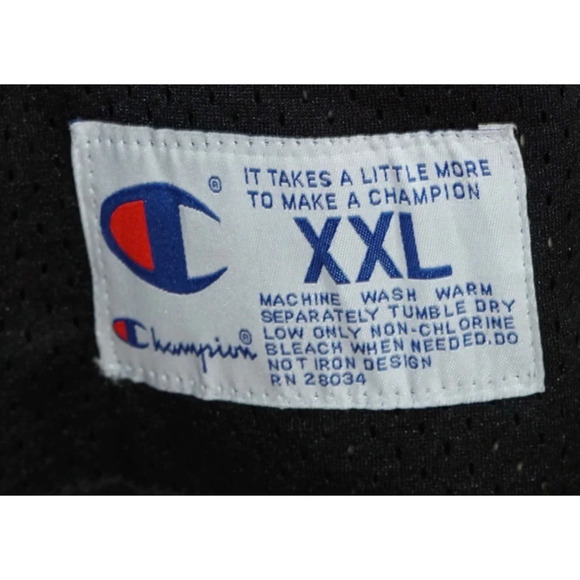 ®
IT TAKES A LITTLE MORE
TO MAKE A CHAMPION
XXL
Champion®
MACHINE WASH WARM
SEPARATELY TUMBLE DRY
LOW ONLY NON-CHLORINE
BLEACH WHEN NEEDED.DO
NOT IRON DESIGN
RN 28034